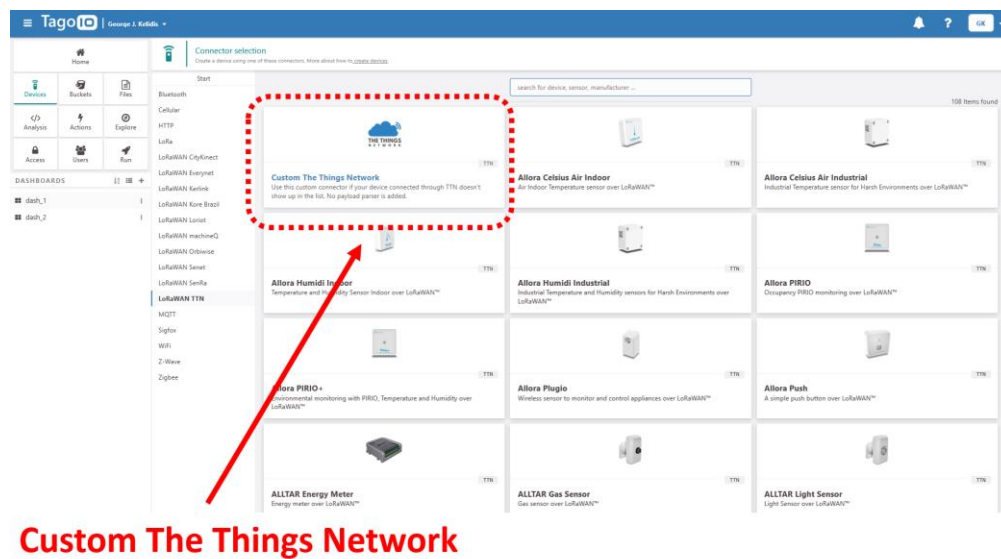 TagoIO | George J. Kelidis
? GK
Home
Devices Buckets Files
Analysis Actions Explore
Access Users Run
DASHBOARDS
dash_1
dash_2
Connector selection
Create a device using one of these connectors. More about how to create devices
Start
Bluetooth
Cellular
HTTP
LoRa
LoRaWAN CityKinect
LoRaWAN Everynet
LoRaWAN Kerlink
LoRaWAN Kore Brazil
LoRaWAN Loriot
LoRaWAN machineQ
LoRaWAN Orbiwise
LoRaWAN Senet
LoRaWAN SenRa
LoRaWAN TTN
MQTT
Sigfox
WiFi
Z-Wave
Zigbee
search for device, sensor, manufacturer ...
108 Items found
THE THINGS
NETWORK
TTN
Custom The Things Network
Use this custom connector if your device connected through TTN doesn't
show up in the list. No payload parser is added.
TTN
Allora Celsius Air Indoor
Air Indoor Temperature sensor over LoRaWAN™
TTN
Allora Celsius Air Industrial
Industrial Temperature sensor for Harsh Environments over LoRaWAN™
TTN
Allora Humidi Indoor
Temperature and Humidity Sensor Indoor over LoRaWAN™
TTN
Allora Humidi Industrial
Industrial Temperature and Humidity sensors for Harsh Environments over
LoRaWAN™
TTN
Allora PIRIO
Occupancy PIRIO monitoring over LoRaWAN™
TTN
Allora PIRIO+
Environmental monitoring with PIRIO, Temperature and Humidity over
LoRaWAN™
TTN
Allora Plugio
Wireless sensor to monitor and control appliances over LoRaWAN™
TTN
Allora Push
A simple push button over LoRaWAN™
TTN
ALLTAR Energy Meter
Energy meter over LoRaWAN™
TTN
ALLTAR Gas Sensor
Gas sensor over LoRaWAN™
TTN
ALLTAR Light Sensor
Light Sensor over LoRaWAN™
Custom The Things Network